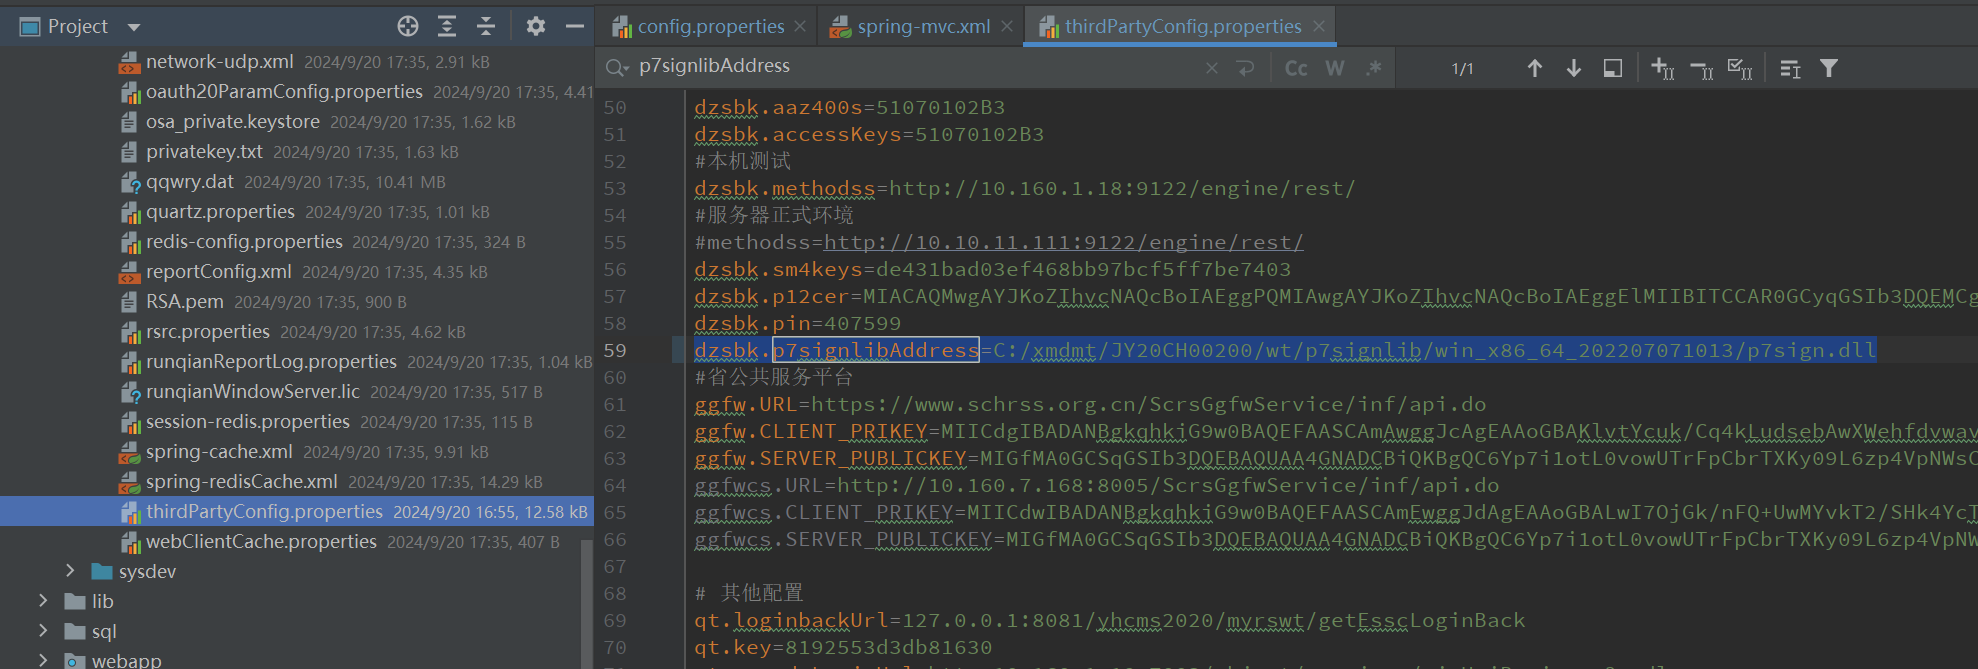 Project
network-udp.xml 2024/9/20 17:35, 2.91 kB
oauth20ParamConfig.properties 2024/9/20 17:35, 4.41
osa_private.keystore 2024/9/20 17:35, 1.62 kB
privatekey.txt 2024/9/20 17:35, 1.63 kB
qqwry.dat 2024/9/20 17:35, 10.41 MB
quartz.properties 2024/9/20 17:35, 1.01 kB
redis-config.properties 2024/9/20 17:35, 324 B
reportConfig.xml 2024/9/20 17:35, 4.35 kB
RSA.pem 2024/9/20 17:35, 900 B
rsrc.properties 2024/9/20 17:35, 4.62 kB
runqianReportLog.properties 2024/9/20 17:35, 1.04 kB
runqianWindowServer.lic 2024/9/20 17:35, 517 B
session-redis.properties 2024/9/20 17:35, 115 B
spring-cache.xml 2024/9/20 17:35, 9.91 kB
spring-redisCache.xml 2024/9/20 17:35, 14.29 kB
thirdPartyConfig.properties 2024/9/20 16:55, 12.58 kB
webClientCache.properties 2024/9/20 17:35, 407 B
sysdev
lib
sql
webapp
config.properties spring-mvc.xml thirdPartyConfig.properties
p7signlibAddress Cc W .* 1/1
50 dzsbk.aaz400s=51070102B3
51 dzsbk.accessKeys=51070102B3
52 #本机测试
53 dzsbk.methodss=http://10.160.1.18:9122/engine/rest/
54 #服务器正式环境
55 #methodss=http://10.10.11.111:9122/engine/rest/
56 dzsbk.sm4keys=de431bad03ef468bb97bcf5ff7be7403
57 dzsbk.p12cer=MIACAQMwgAYJKoZIhvcNAQcBoIAEggPQMIAwgAYJKoZIhvcNAQcBoIAEggElMIIBITCCAR0GCyqGSIb3DQEMCg
58 dzsbk.pin=407599
59 dzsbk.p7signlibAddress=C:/xmdmt/JY20CH00200/wt/p7signlib/win_x86_64_202207071013/p7sign.dll
60 #省公共服务平台
61 ggfw.URL=https://www.schrss.org.cn/ScrsGgfwService/inf/api.do
62 ggfw.CLIENT_PRIKEY=MIICdgIBADANBgkqhkiG9w0BAQEFAASCAmAwggJcAgEAAoGBAKlvtYcuk/Cq4kLudsebAwXWehfdvwav
63 ggfw.SERVER_PUBLICKEY=MIGfMA0GCSqGSIb3DQEBAQUAA4GNADCBiQKBgQC6Yp7i1otL0vowUTrFpCbrTXKy09L6zp4VpNWsC
64 ggfwcs.URL=http://10.160.7.168:8005/ScrsGgfwService/inf/api.do
65 ggfwcs.CLIENT_PRIKEY=MIICdwIBADANBgkqhkiG9w0BAQEFAASCAmEwggJdAgEAAoGBALwI7OjGk/nFQ+UwMYvkT2/SHk4YcT
66 ggfwcs.SERVER_PUBLICKEY=MIGfMA0GCSqGSIb3DQEBAQUAA4GNADCBiQKBgQC6Yp7i1otL0vowUTrFpCbrTXKy09L6zp4VpNW
67
68 # 其他配置
69 qt.loginbackUrl=127.0.0.1:8081/yhcms2020/myrswt/getEsscLoginBack
70 qt.key=8192553d3db81630